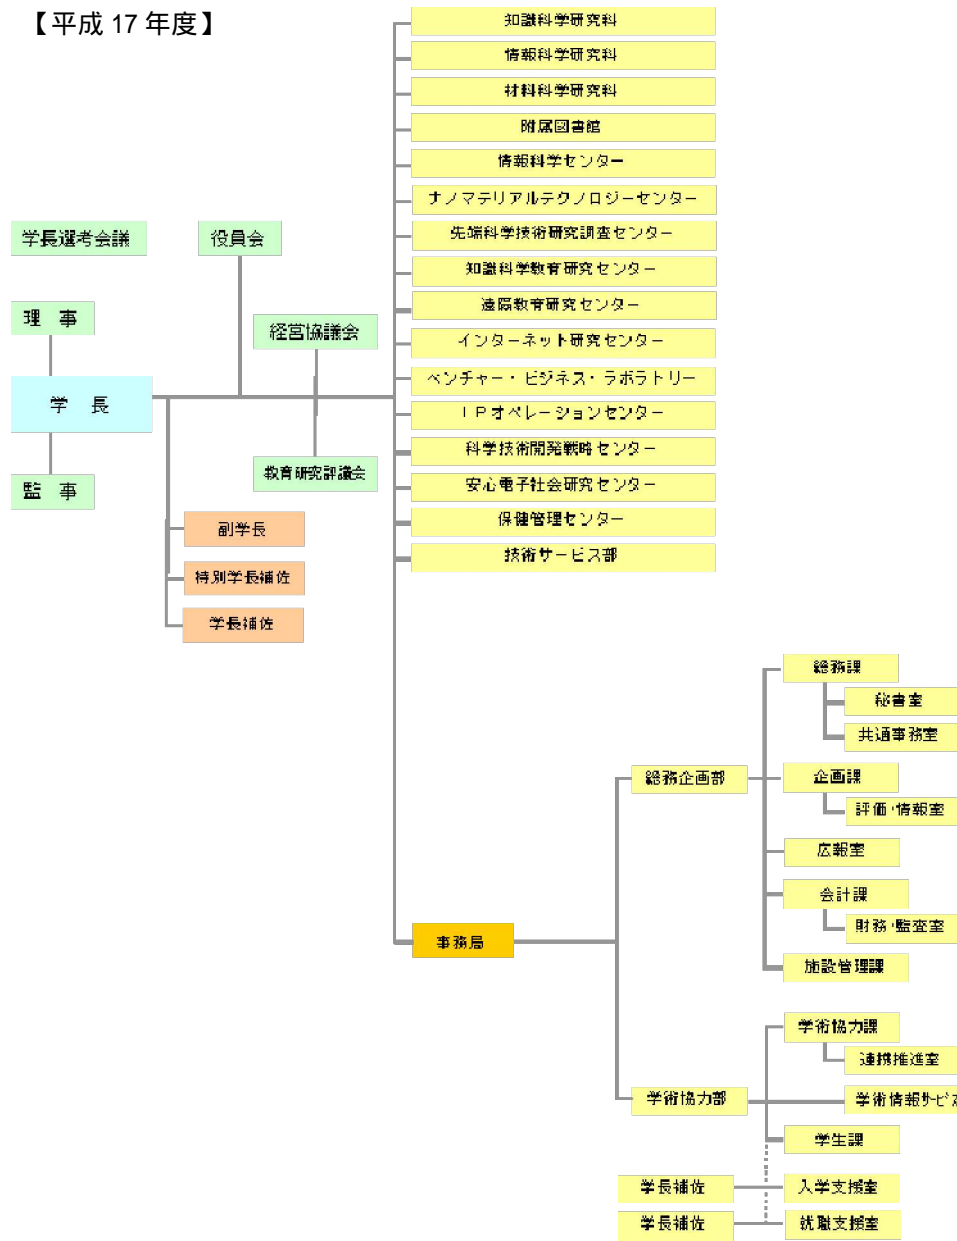 【平成 17 年度】
知識科学研究科
情報科学研究科
材料科学研究科
附属図書館
情報科学センター
ナノマテリアルテクノロジーセンター
先端科学技術研究調査センター
知識科学教育研究センター
遠隔教育研究センター
インターネット研究センター
ベンチャー・ビジネス・ラボラトリー
IPオペレーションセンター
科学技術開発戦略センター
安心電子社会研究センター
保健管理センター
技術サービス部
学長選考会議
役員会
理 事
経営協議会
学 長
教育研究評議会
監 事
副学長
特別学長補佐
学長補佐
総務課
秘書室
共通事務室
総務企画部
企画課
評価・情報室
広報室
会計課
財務・監査室
事務局
施設管理課
学術協力課
連携推進室
学術協力部
学術情報サービス
学生課
学長補佐
入学支援室
学長補佐
就職支援室